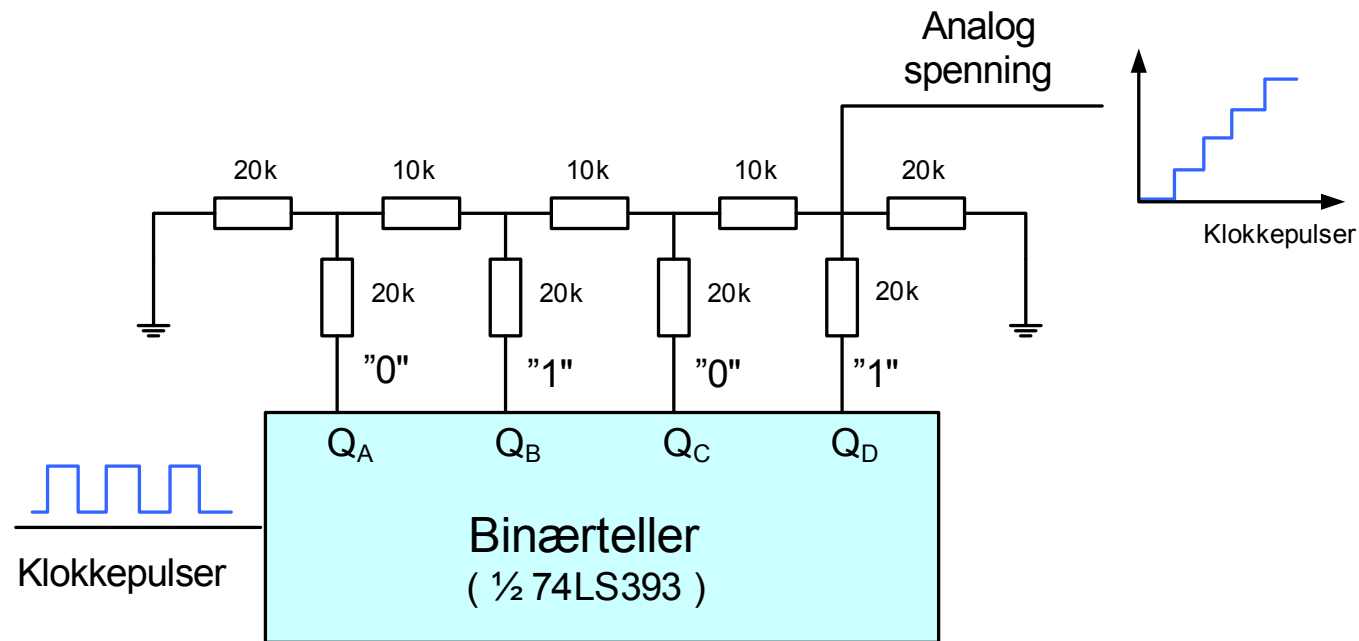 Analog
spenning
Klokkepulser
20k 10k 10k 10k 20k
20k 20k 20k 20k
”0" ”1" ”0" ”1"
QA QB QC QD
Binærteller
( ½ 74LS393 )
Klokkepulser